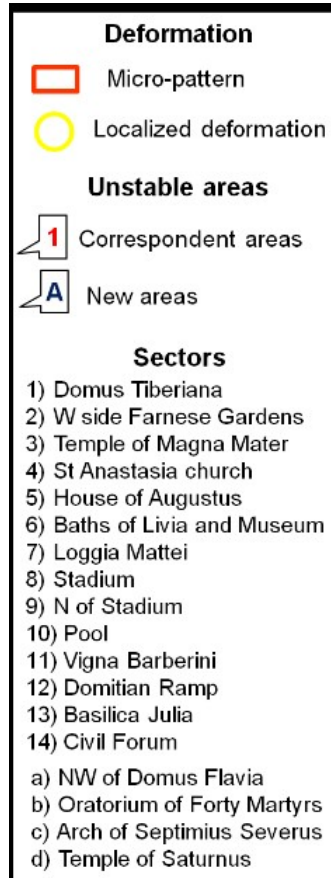 Deformation
Micro-pattern
Localized deformation
Unstable areas
1 Correspondent areas
A New areas
Sectors
1) Domus Tiberiana
2) W side Farnese Gardens
3) Temple of Magna Mater
4) St Anastasia church
5) House of Augustus
6) Baths of Livia and Museum
7) Loggia Mattei
8) Stadium
9) N of Stadium
10) Pool
11) Vigna Barberini
12) Domitian Ramp
13) Basilica Julia
14) Civil Forum
a) NW of Domus Flavia
b) Oratorium of Forty Martyrs
c) Arch of Septimius Severus
d) Temple of Saturnus